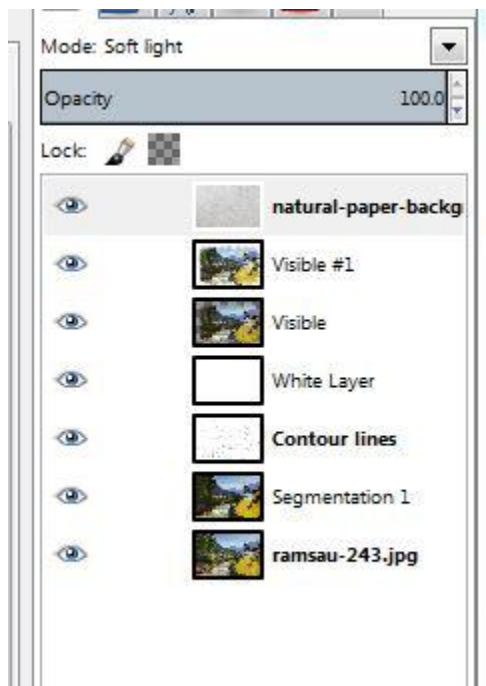 Mode: Soft light
Opacity 100.0
Lock:
natural-paper-backg
Visible #1
Visible
White Layer
Contour lines
Segmentation 1
ramsau-243.jpg